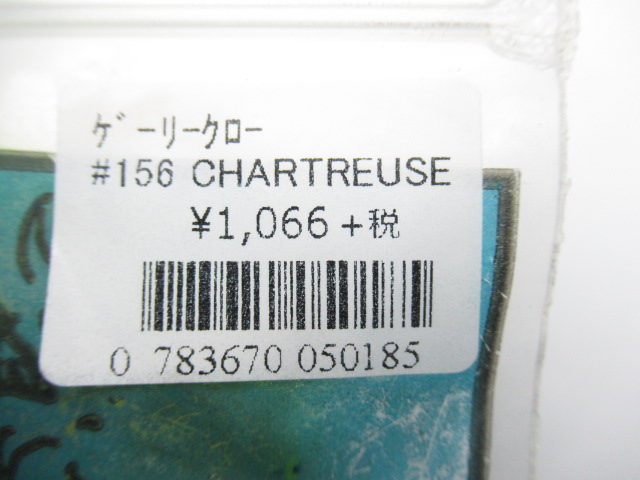 ｹﾞｰﾘｰｸﾛｰ
#156 CHARTREUSE
¥1,066 +税
0 783670 050185